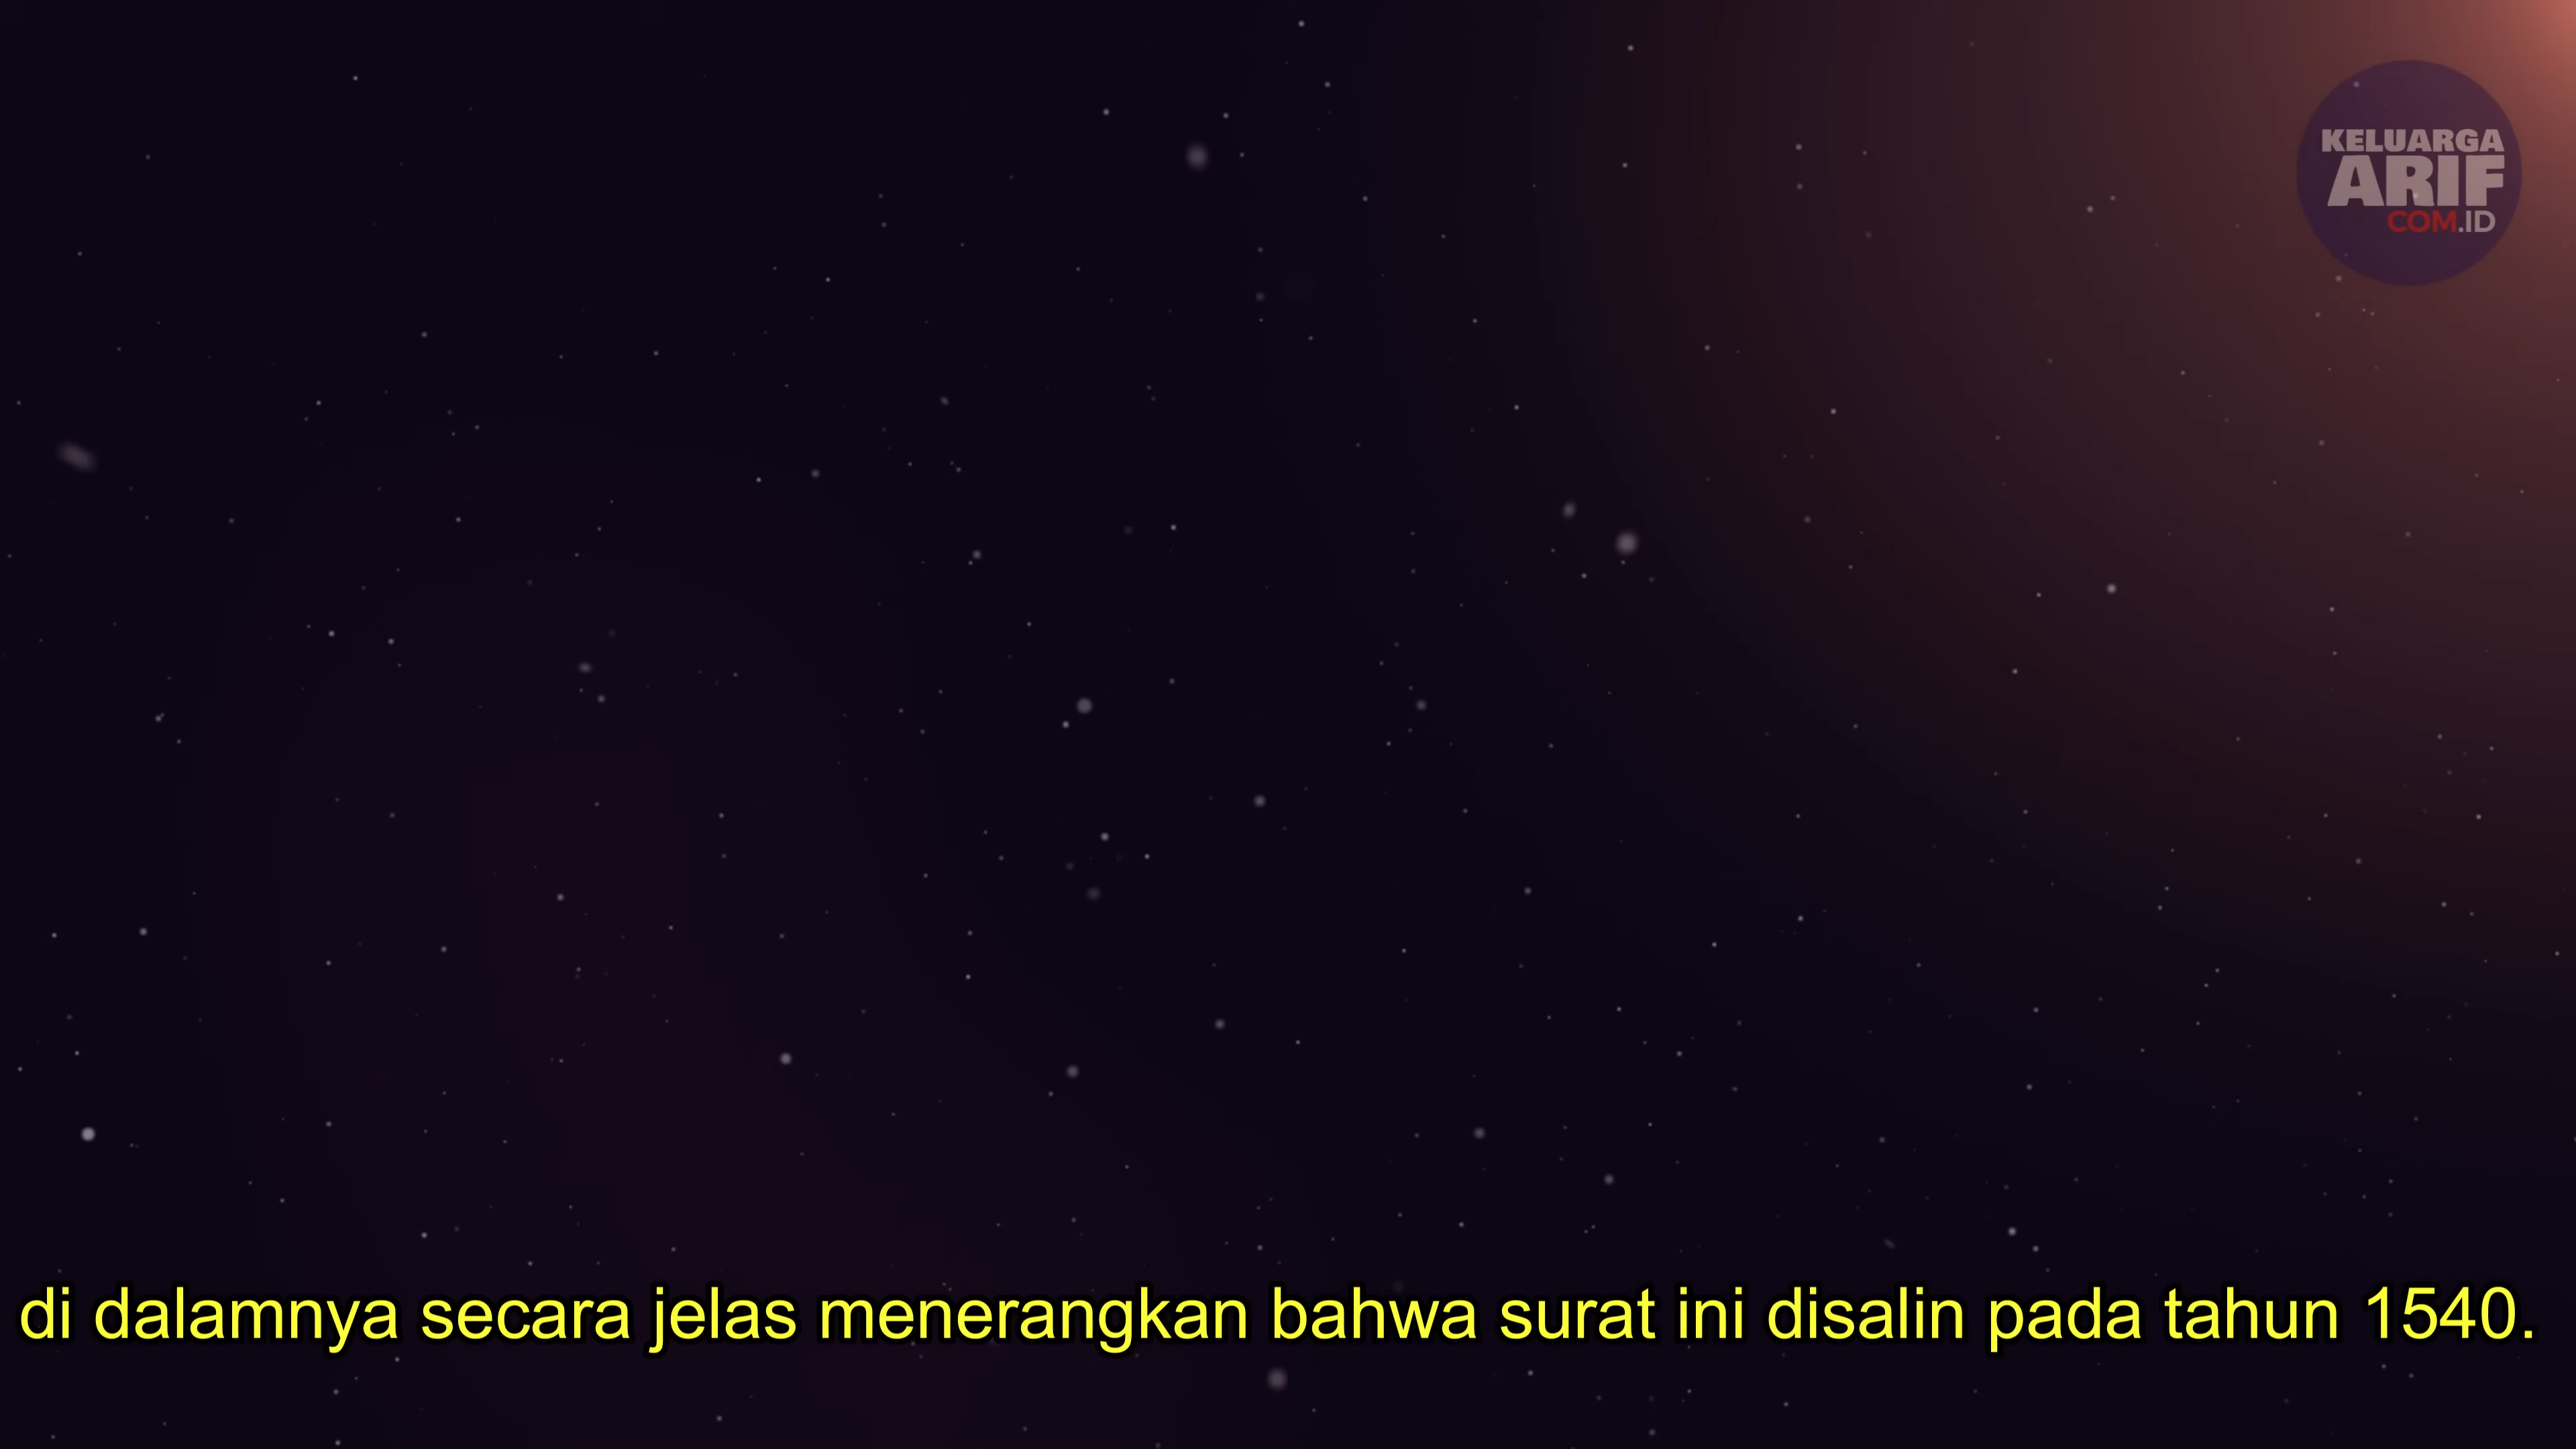 KELUARGA
ARIF
COM.ID
di dalamnya secara jelas menerangkan bahwa surat ini disalin pada tahun 1540.